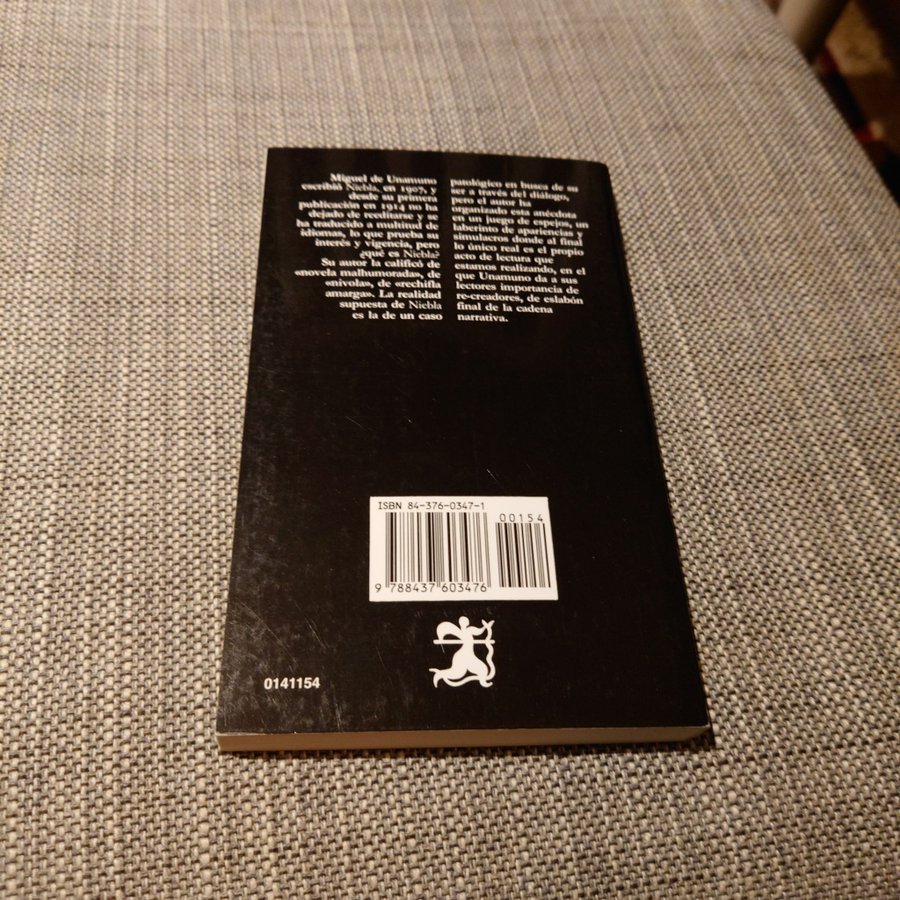 Miguel de Unamuno
escribió Niebla, en 1907, y
desde su primera
publicación en 1914 no ha
dejado de reeditarse y se
ha traducido a multitud de
idiomas, lo que prueba su
interés y vigencia, pero
¿qué es Niebla?
Su autor la calificó de
«novela malhumorada», de
«nivola», de «rechifla
amarga». La realidad
supuesta de Niebla
es la de un caso
patológico en busca de su
ser a través del diálogo,
pero el autor ha
organizado esta anécdota
en un juego de espejos, un
laberinto de apariencias y
simulacros donde al final
lo único real es el propio
acto de lectura que
estamos realizando, en el
que Unamuno da a sus
lectores importancia de
re-creadores, de eslabón
final de la cadena
narrativa.
ISBN 84-376-0347-1
00154
9 788437 603476
0141154